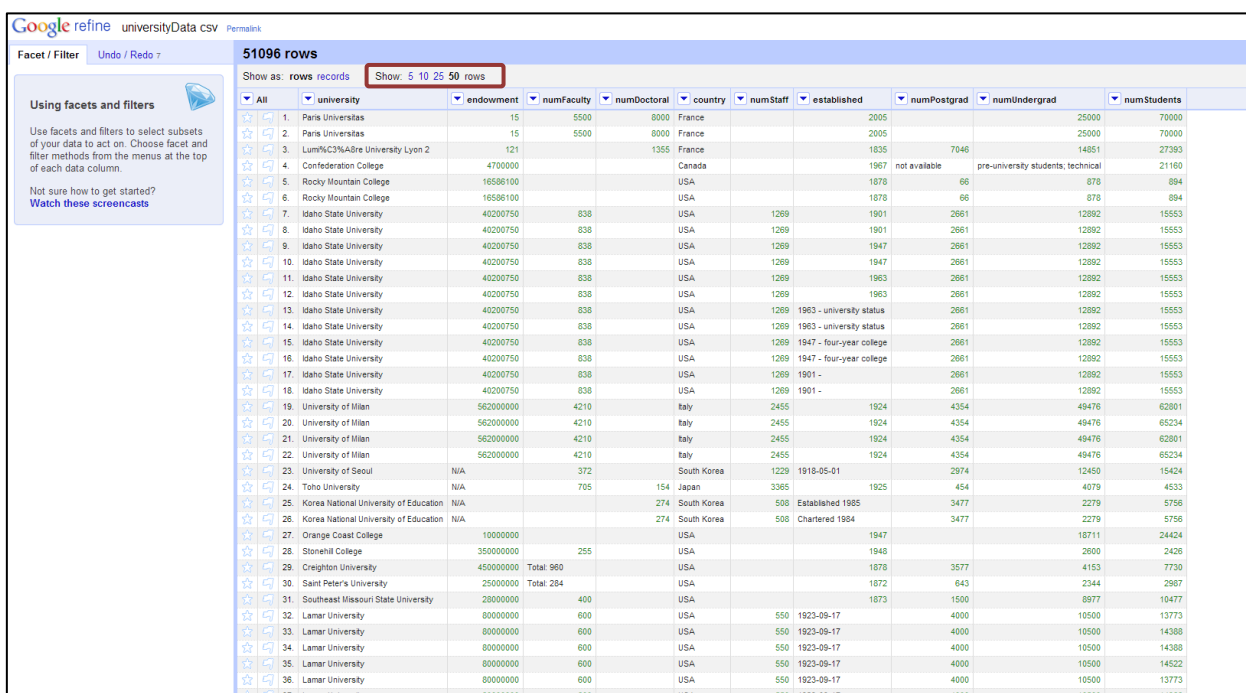 Google refine universityData csv Permalink
Facet / Filter Undo / Redo 7
51096 rows
Show as: rows records Show: 5 10 25 50 rows
Using facets and filters
Use facets and filters to select subsets
of your data to act on. Choose facet and
filter methods from the menus at the top
of each data column.
Not sure how to get started?
Watch these screencasts
All university endowment numFaculty numDoctoral country numStaff established numPostgrad numUndergrad numStudents
1. Paris Universitas 15 5500 8000 France 2005 25000 70000
2. Paris Universitas 15 5500 8000 France 2005 25000 70000
3. Lumi%C3%A8re University Lyon 2 121 1355 France 1835 7046 14851 27393
4. Confederation College 4700000 Canada 1967 not available pre-university students; technical 21160
5. Rocky Mountain College 16586100 USA 1878 66 878 894
6. Rocky Mountain College 16586100 USA 1878 66 878 894
7. Idaho State University 40200750 838 USA 1269 1901 2661 12892 15553
8. Idaho State University 40200750 838 USA 1269 1901 2661 12892 15553
9. Idaho State University 40200750 838 USA 1269 1947 2661 12892 15553
10. Idaho State University 40200750 838 USA 1269 1947 2661 12892 15553
11. Idaho State University 40200750 838 USA 1269 1963 2661 12892 15553
12. Idaho State University 40200750 838 USA 1269 1963 2661 12892 15553
13. Idaho State University 40200750 838 USA 1269 1963 - university status 2661 12892 15553
14. Idaho State University 40200750 838 USA 1269 1963 - university status 2661 12892 15553
15. Idaho State University 40200750 838 USA 1269 1947 - four-year college 2661 12892 15553
16. Idaho State University 40200750 838 USA 1269 1947 - four-year college 2661 12892 15553
17. Idaho State University 40200750 838 USA 1269 1901 - 2661 12892 15553
18. Idaho State University 40200750 838 USA 1269 1901 - 2661 12892 15553
19. University of Milan 562000000 4210 Italy 2455 1924 4354 49476 62801
20. University of Milan 562000000 4210 Italy 2455 1924 4354 49476 65234
21. University of Milan 562000000 4210 Italy 2455 1924 4354 49476 62801
22. University of Milan 562000000 4210 Italy 2455 1924 4354 49476 65234
23. University of Seoul N/A 372 South Korea 1229 1918-05-01 2974 12450 15424
24. Toho University 705 154 Japan 3365 1925 454 4079 4533
25. Korea National University of Education N/A 274 South Korea 508 Established 1985 3477 2279 5756
26. Korea National University of Education N/A 274 South Korea 508 Chartered 1984 3477 2279 5756
27. Orange Coast College 10000000 USA 1947 18711 24424
28. Stonehill College 350000000 255 USA 1948 2600 2426
29. Creighton University 450000000 Total: 960 USA 1878 3577 4153 7730
30. Saint Peter's University 25000000 Total: 284 USA 1872 643 2344 2987
31. Southeast Missouri State University 28000000 400 USA 1873 1500 8977 10477
32. Lamar University 80000000 600 USA 550 1923-09-17 4000 10500 13773
33. Lamar University 80000000 600 USA 550 1923-09-17 4000 10500 14388
34. Lamar University 80000000 600 USA 550 1923-09-17 4000 10500 14388
35. Lamar University 80000000 600 USA 550 1923-09-17 4000 10500 14522
36. Lamar University 80000000 600 USA 550 1923-09-17 4000 10500 13773